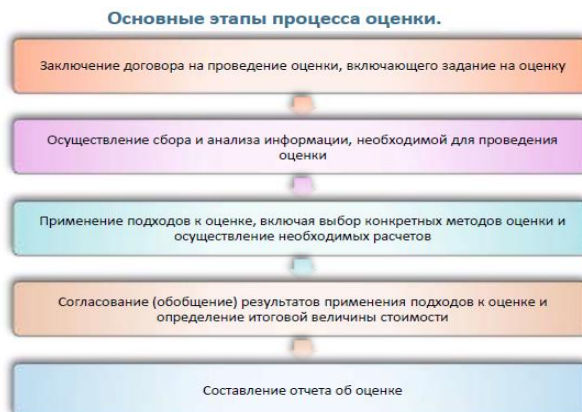 Основные этапы процесса оценки.
Заключение договора на проведение оценки, включающего задание на оценку
Осуществление сбора и анализа информации, необходимой для проведения
оценки
Применение подходов к оценке, включая выбор конкретных методов оценки и
осуществление необходимых расчетов
Согласование (обобщение) результатов применения подходов к оценке и
определение итоговой величины стоимости
Составление отчета об оценке